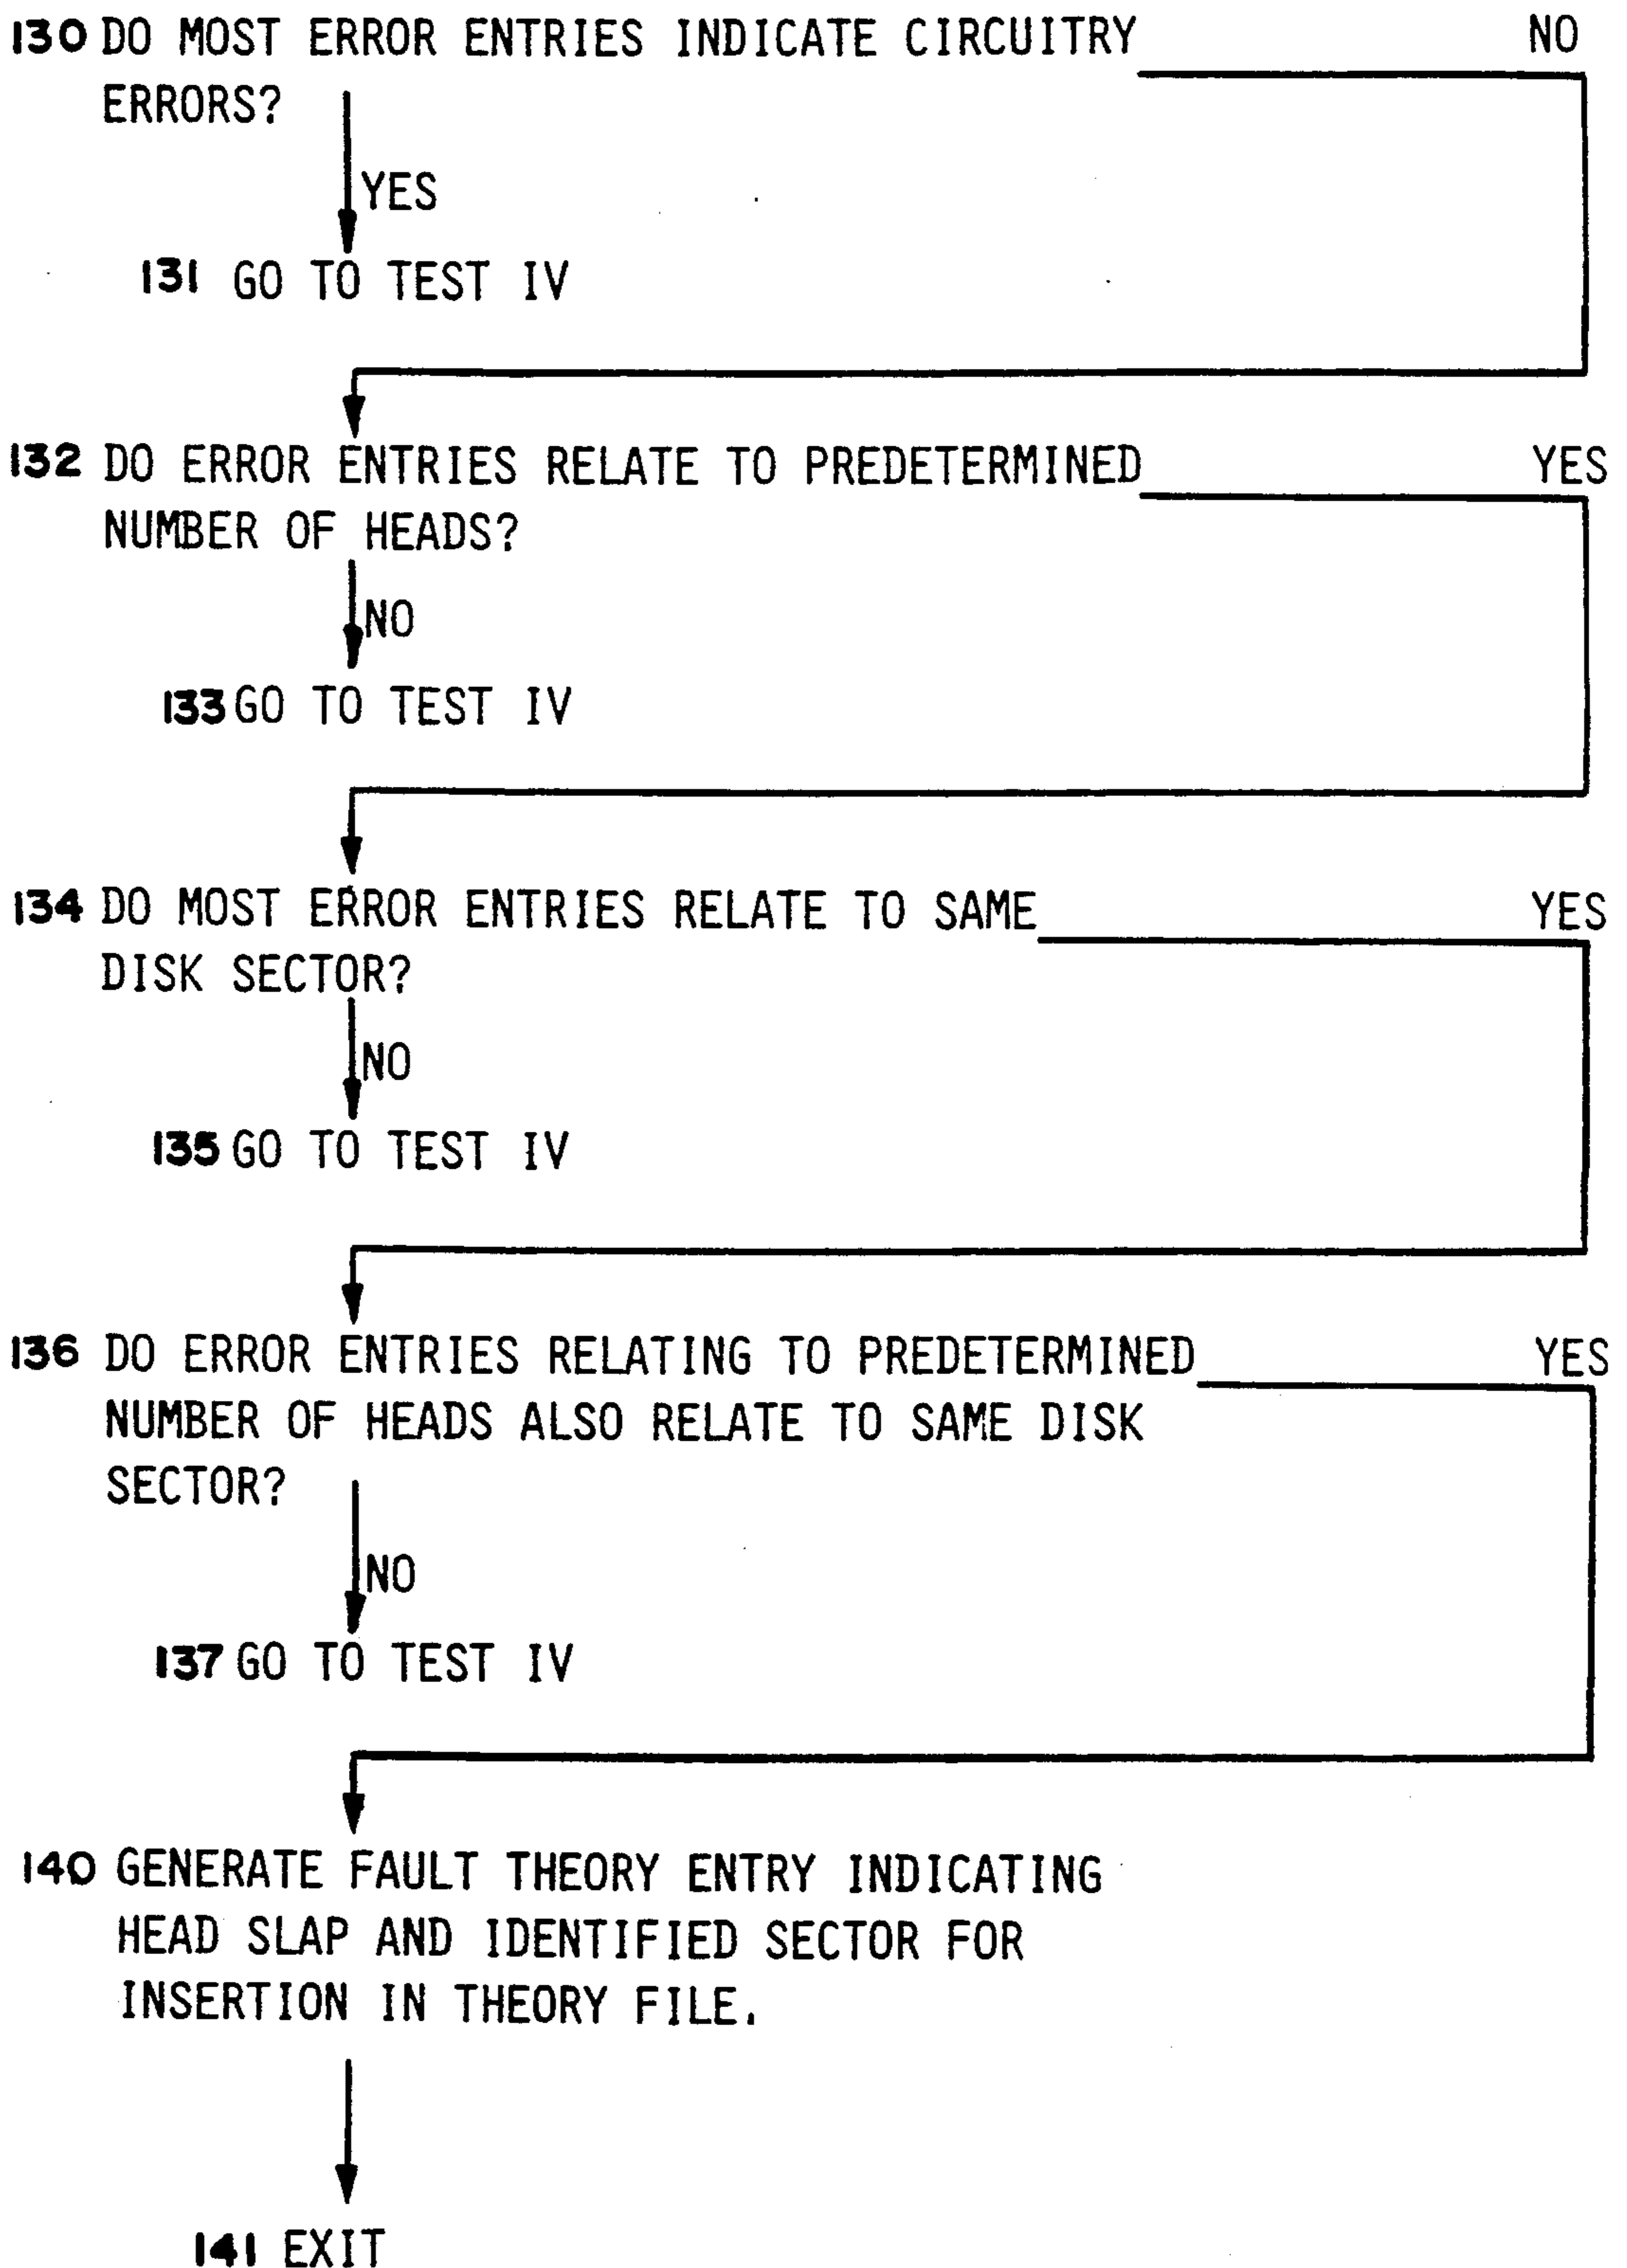 130 DO MOST ERROR ENTRIES INDICATE CIRCUITRY NO
ERRORS?
YES
131 GO TO TEST IV
132 DO ERROR ENTRIES RELATE TO PREDETERMINED YES
NUMBER OF HEADS?
NO
133 GO TO TEST IV
134 DO MOST ERROR ENTRIES RELATE TO SAME YES
DISK SECTOR?
NO
135 GO TO TEST IV
136 DO ERROR ENTRIES RELATING TO PREDETERMINED YES
NUMBER OF HEADS ALSO RELATE TO SAME DISK
SECTOR?
NO
137 GO TO TEST IV
140 GENERATE FAULT THEORY ENTRY INDICATING
HEAD SLAP AND IDENTIFIED SECTOR FOR
INSERTION IN THEORY FILE.
141 EXIT